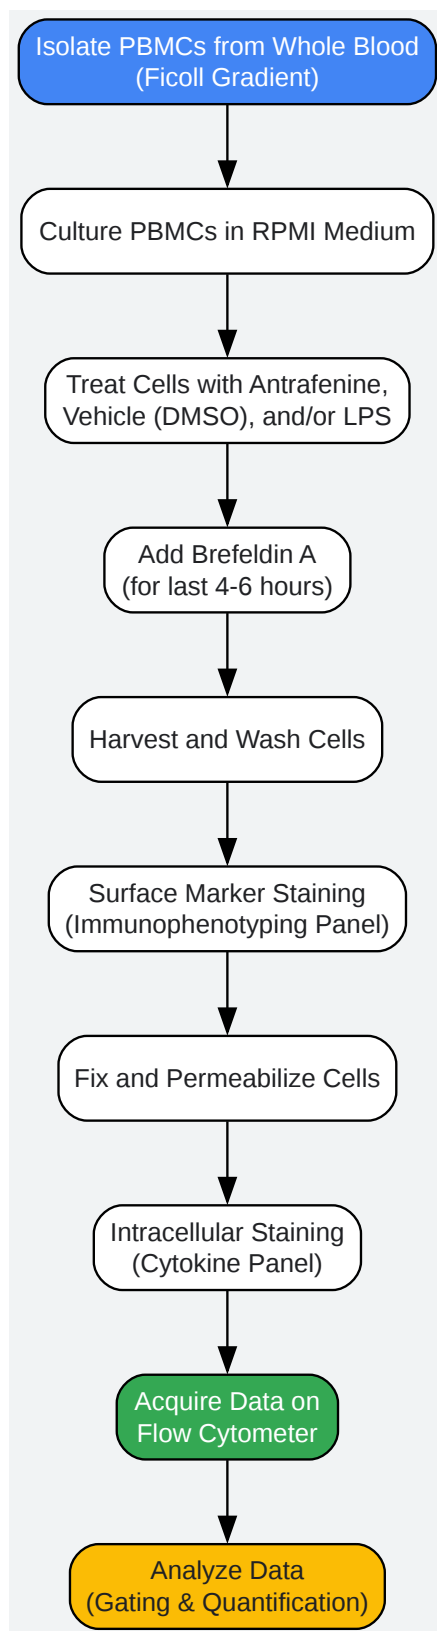 Isolate PBMCs from Whole Blood
(Ficoll Gradient)
Culture PBMCs in RPMI Medium
Treat Cells with Antrafenine,
Vehicle (DMSO), and/or LPS
Add Brefeldin A
(for last 4-6 hours)
Harvest and Wash Cells
Surface Marker Staining
(Immunophenotyping Panel)
Fix and Permeabilize Cells
Intracellular Staining
(Cytokine Panel)
Acquire Data on
Flow Cytometer
Analyze Data
(Gating & Quantification)